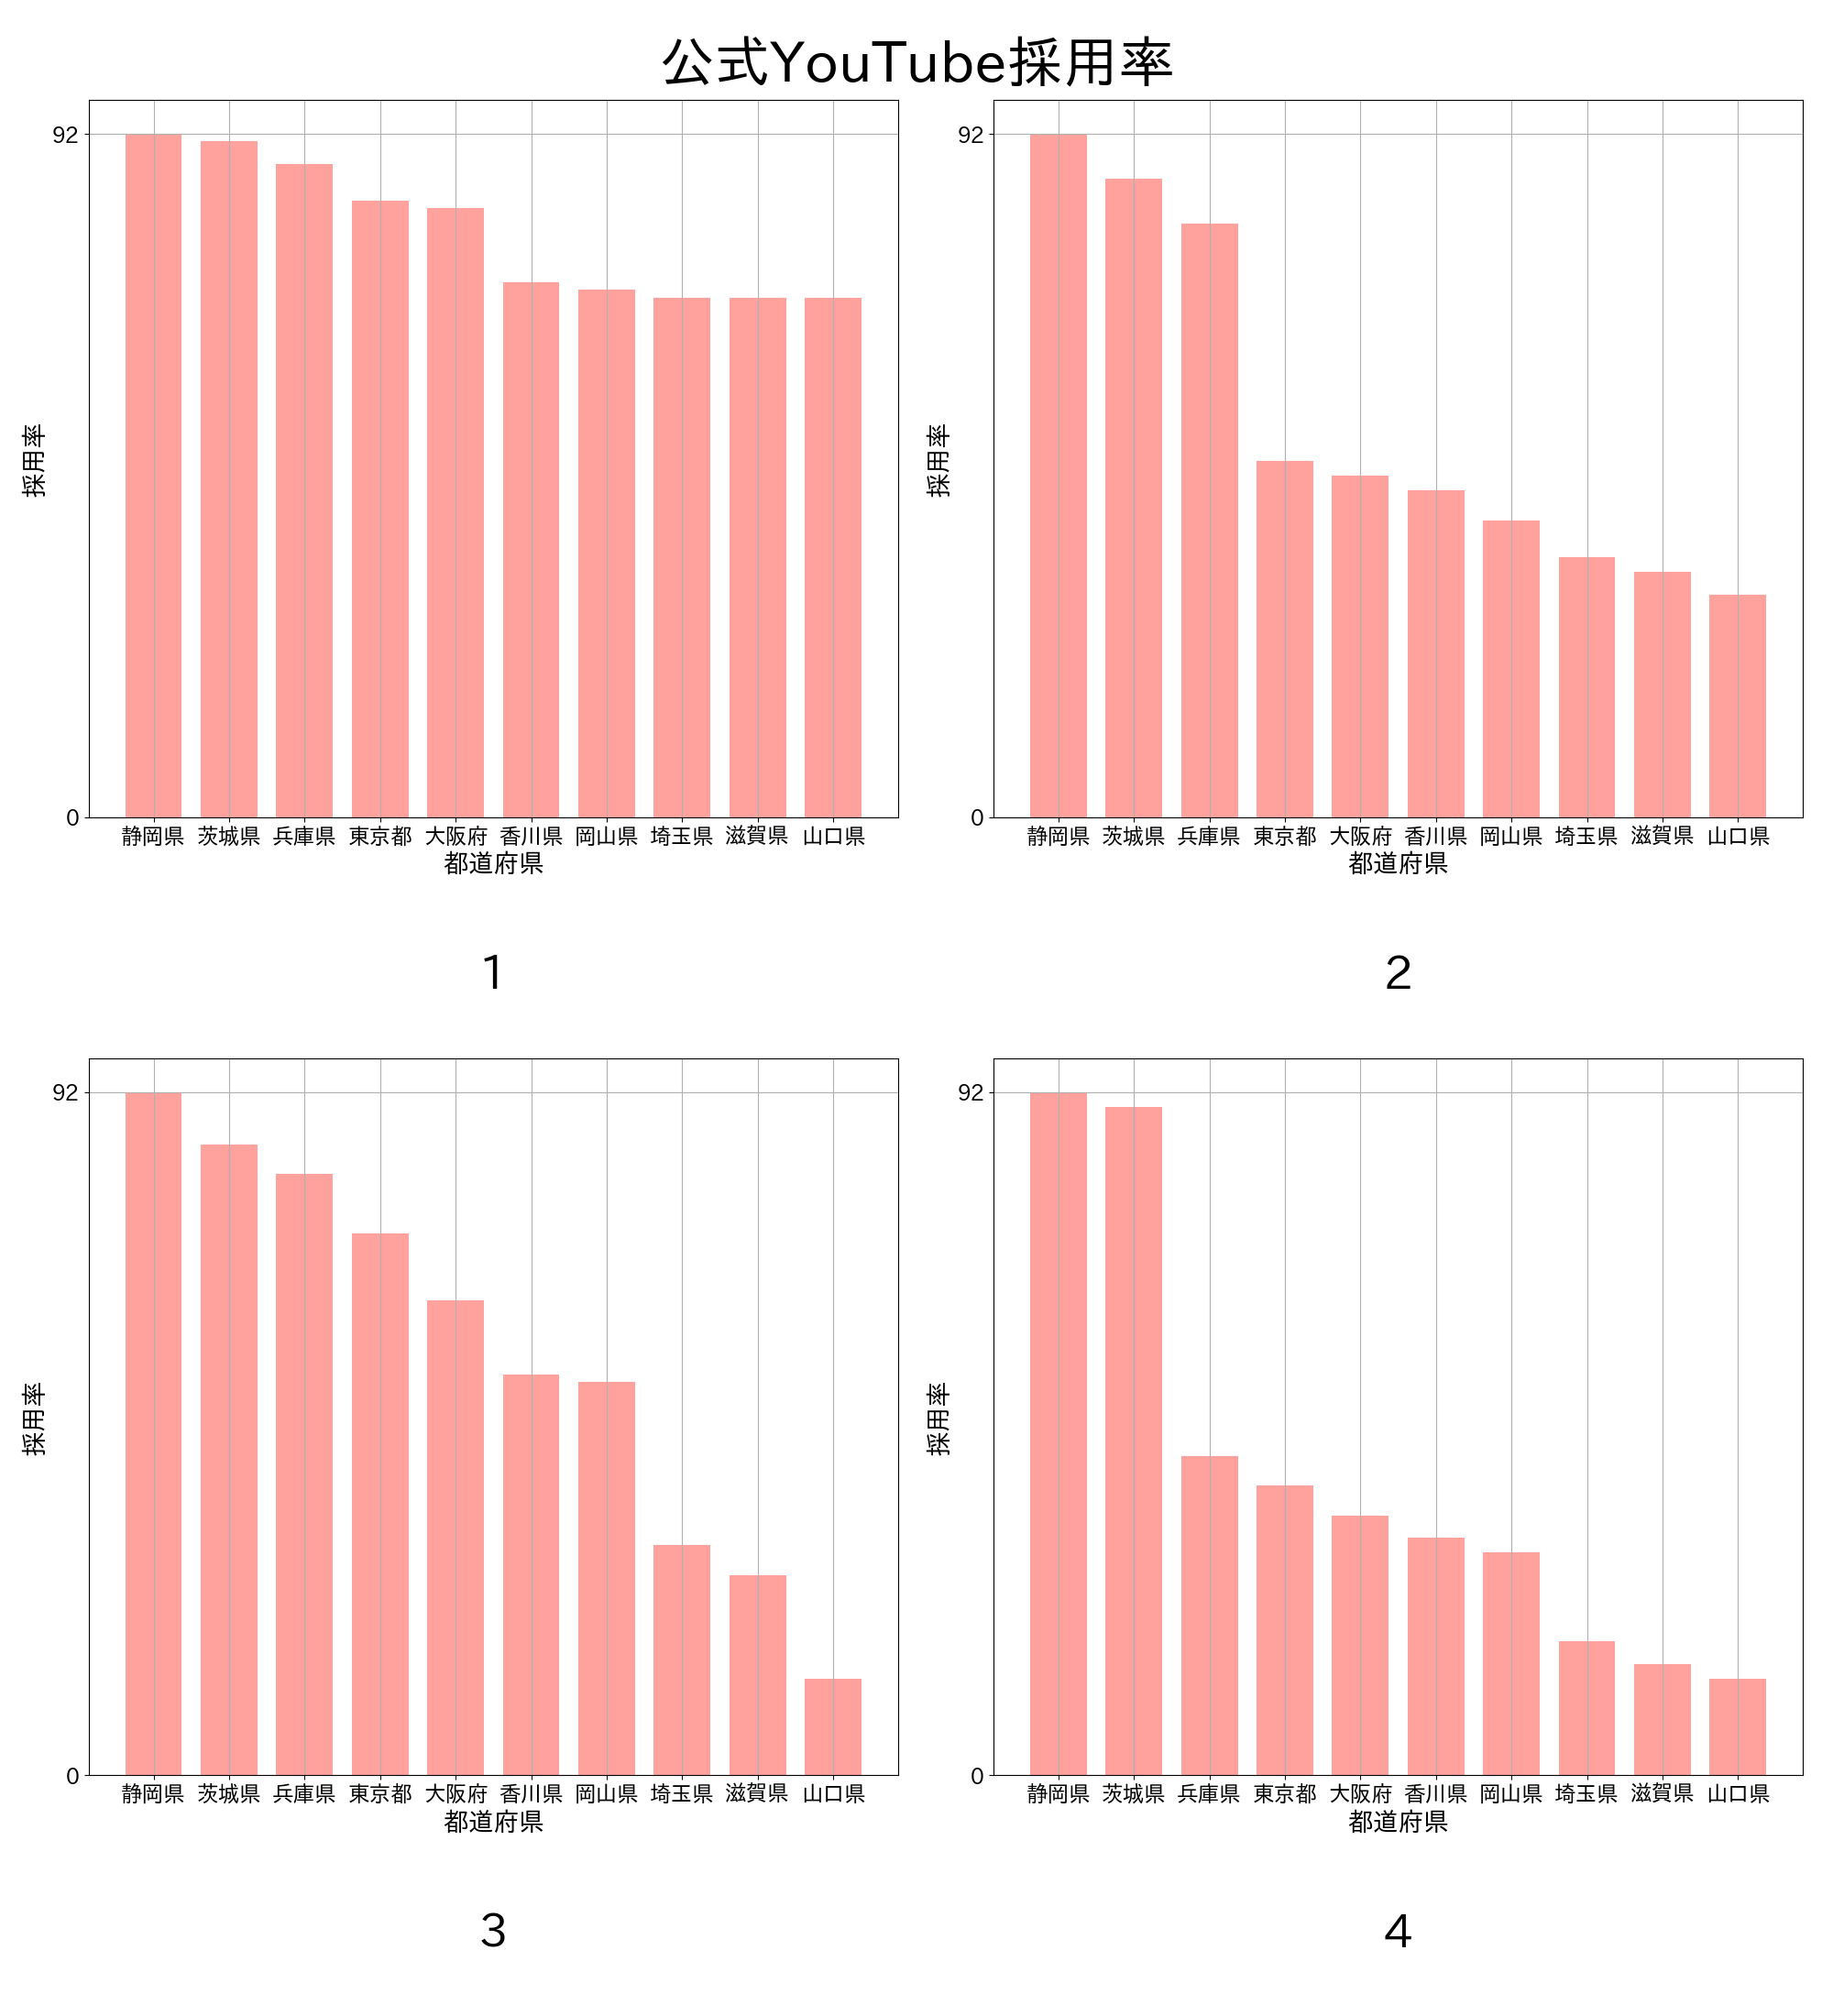 公式YouTube採用率
92
0
採用率
静岡県 茨城県 兵庫県 東京都 大阪府 香川県 岡山県 埼玉県 滋賀県 山口県
都道府県
1
92
0
採用率
静岡県 茨城県 兵庫県 東京都 大阪府 香川県 岡山県 埼玉県 滋賀県 山口県
都道府県
2
92
0
採用率
静岡県 茨城県 兵庫県 東京都 大阪府 香川県 岡山県 埼玉県 滋賀県 山口県
都道府県
3
92
0
採用率
静岡県 茨城県 兵庫県 東京都 大阪府 香川県 岡山県 埼玉県 滋賀県 山口県
都道府県
4